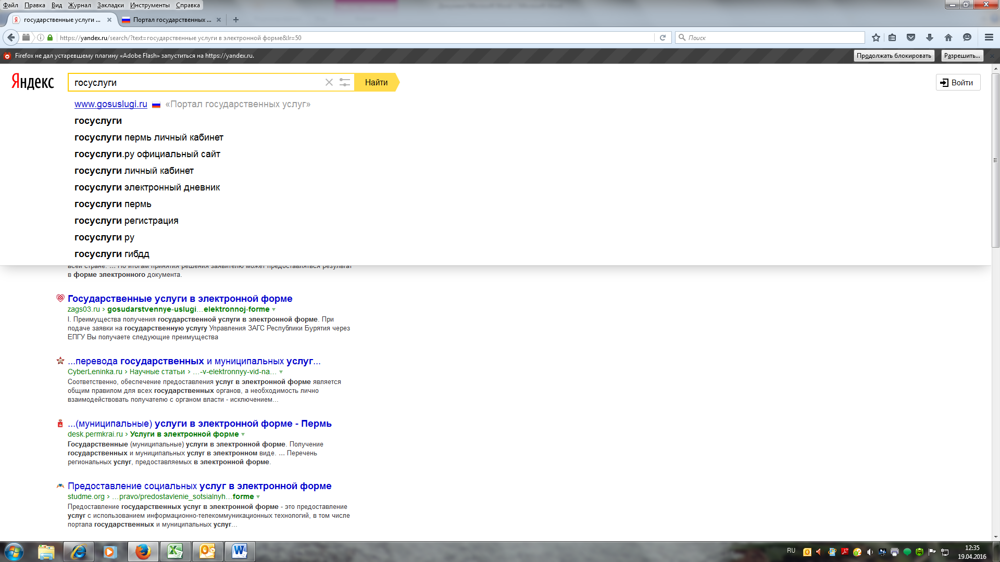 Файл Правка Вид Журнал Закладки Инструменты Справка
государственные услуги ...
Портал государственных ...
https://yandex.ru/search/?text=государственные услуги в электронной форме&lr=50
Поиск
Firefox не дал устаревшему плагину «Adobe Flash» запуститься на https://yandex.ru.
Продолжать блокировать
Разрешить...
Яндекс
госуслуги
Найти
Войти
www.gosuslugi.ru «Портал государственных услуг»
госуслуги
госуслуги пермь личный кабинет
госуслуги.ру официальный сайт
госуслуги личный кабинет
госуслуги электронный дневник
госуслуги пермь
госуслуги регистрация
госуслуги ру
госуслуги гибдд
всей стране. ... По итогам принятия решения заявителю может предоставляться результат
в форме электронного документа.
Государственные услуги в электронной форме
zags03.ru › gosudarstvennye-uslugi…elektronnoj-forme
I. Преимущества получения государственной услуги в электронной форме. При
подаче заявки на государственную услугу Управления ЗАГС Республики Бурятия через
ЕПГУ Вы получаете следующие преимущества
...перевода государственных и муниципальных услуг...
CyberLeninka.ru › Научные статьи › …-v-elektronnyy-vid-na…
Соответственно, обеспечение предоставления услуг в электронной форме является
общим правилом для всех государственных органов, а необходимость лично
взаимодействовать получателю с органом власти - исключением...
...(муниципальные) услуги в электронной форме - Пермь
desk.permkrai.ru › Услуги в электронной форме
Государственные (муниципальные) услуги в электронной форме. Получение
государственных и муниципальных услуг в электронном виде. ... Перечень
региональных услуг, предоставляемых в электронной форме.
Предоставление социальных услуг в электронной форме
studme.org › …pravo/predostavlenie_sotsialnyh…forme
Предоставление государственных услуг в электронной форме - это предоставление
услуг с использованием информационно-телекоммуникационных технологий, в том числе
портала государственных и муниципальных услуг...
RU
12:35
19.04.2016